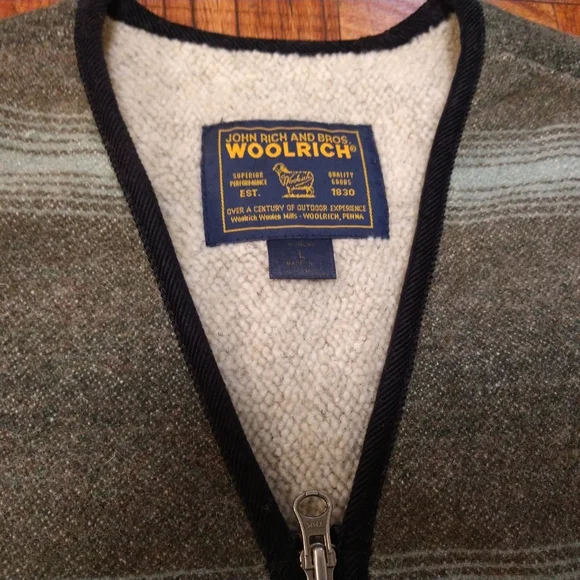 JOHN RICH AND BROS.
WOOLRICH®
SUPERIOR PERFORMANCE
EST.
Woolrich
QUALITY GOODS
1830
OVER A CENTURY OF OUTDOOR EXPERIENCE
Woolrich Woolen Mills - WOOLRICH, PENNA
L